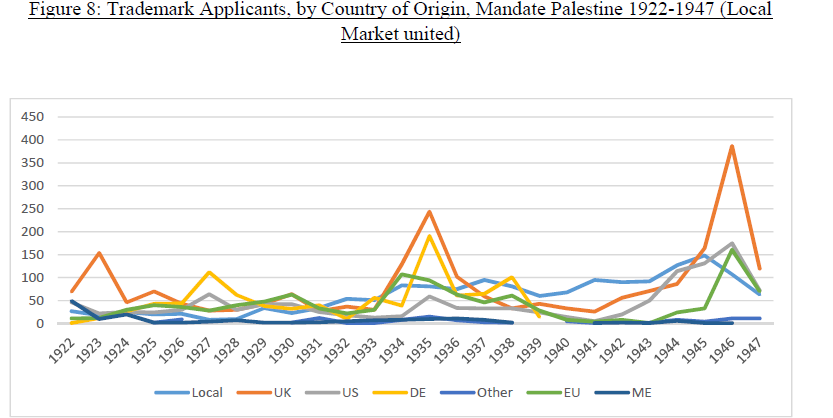 Figure 8: Trademark Applicants, by Country of Origin, Mandate Palestine 1922-1947 (Local
Market united)
450
400
350
300
250
200
150
100
50
0
1922 1923 1924 1925 1926 1927 1928 1929 1930 1931 1932 1933 1934 1935 1936 1937 1938 1939 1940 1941 1942 1943 1944 1945 1946 1947
Local UK US DE Other EU ME